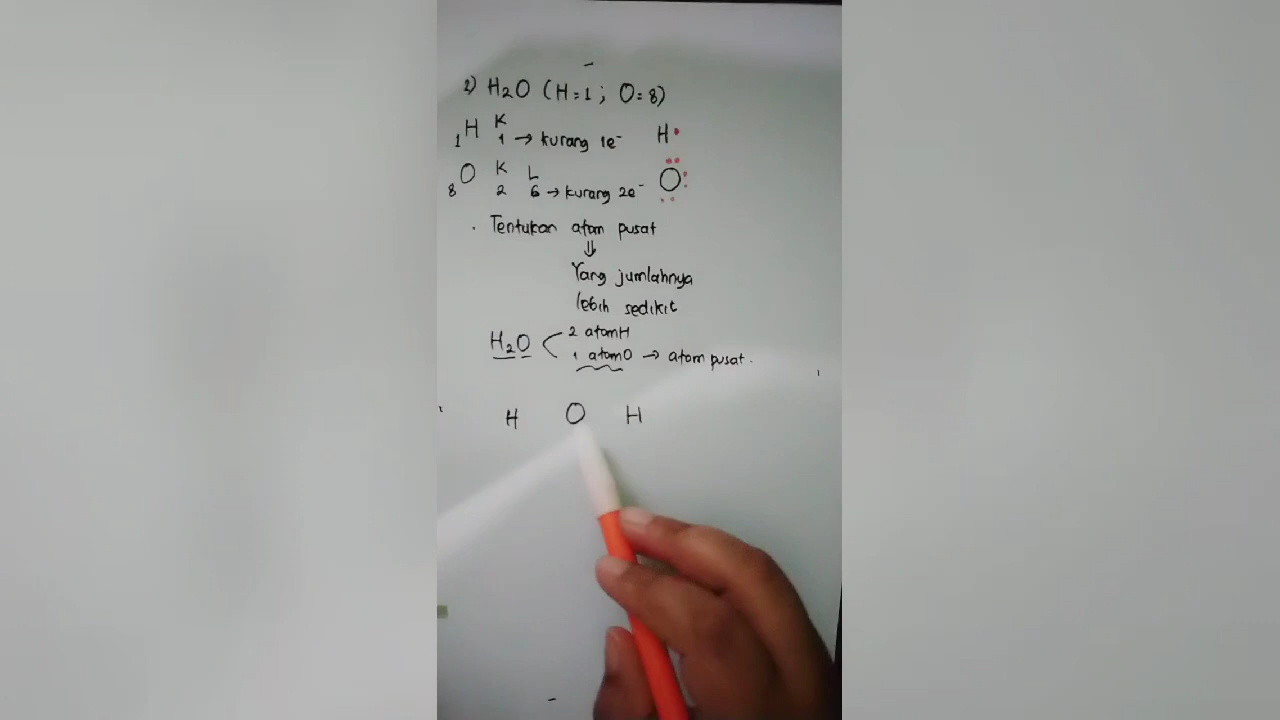 2) H₂O (H=1 ; O=8)
₁H K 1 → kurang 1e⁻ H•
₈O K 2 L 6 → kurang 2e⁻ O
• Tentukan atom pusat
⇓
Yang jumlahnya
lebih sedikit
H₂O < 2 atom H
1 atom O → atom pusat.
H O H